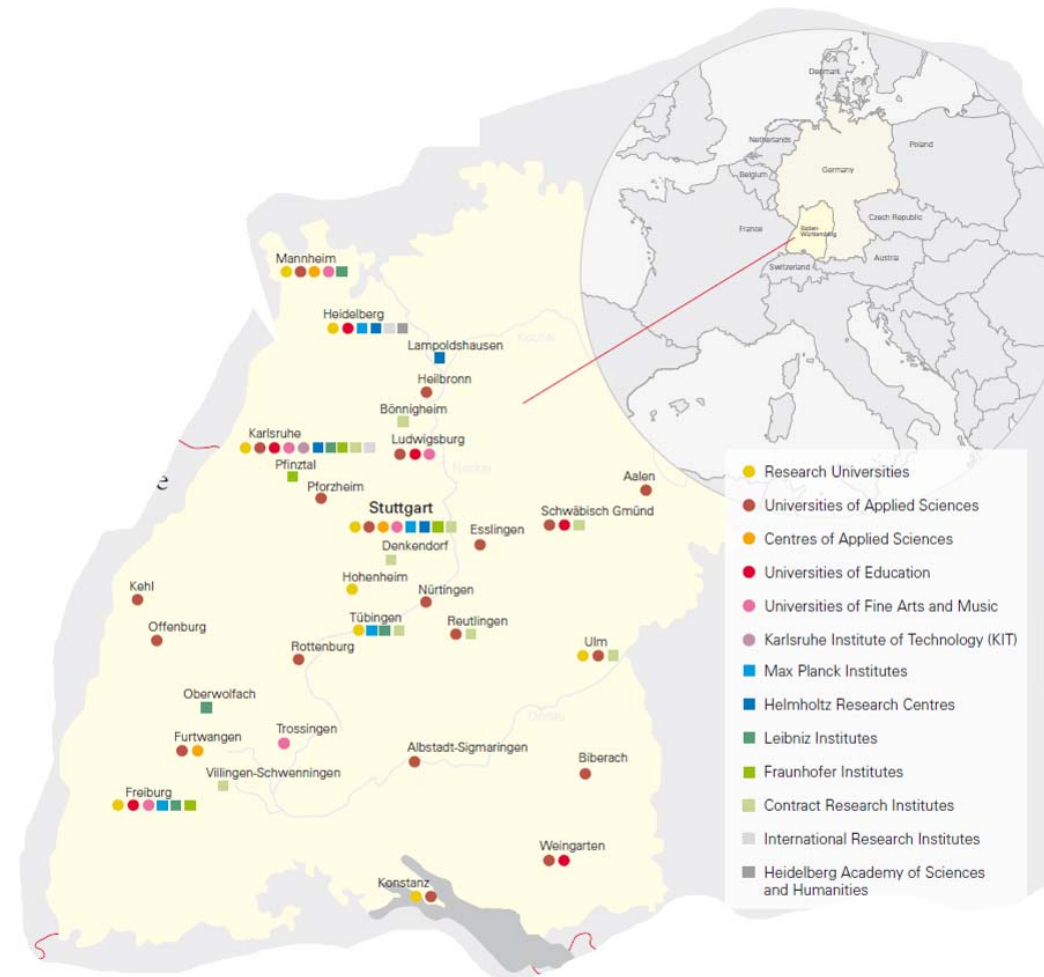 Denmark
Netherlands
Poland
Belgium
Germany
Czech Republic
France
Baden-
Württemberg
Austria
Switzerland
Mannheim
Heidelberg
Kocher
Lampoldshausen
Heilbronn
Bönnigheim
Karlsruhe
Ludwigsburg
Neckar
Pfinztal
e
Pforzheim
Aalen
Stuttgart
Schwäbisch Gmünd
Esslingen
Denkendorf
Hohenheim
Kehl
Nürtingen
Tübingen
Reutlingen
Offenburg
Rottenburg
Ulm
Oberwolfach
Donau
Furtwangen
Trossingen
Albstadt-Sigmaringen
Biberach
Villingen-Schwenningen
Freiburg
Weingarten
Konstanz
Research Universities
Universities of Applied Sciences
Centres of Applied Sciences
Universities of Education
Universities of Fine Arts and Music
Karlsruhe Institute of Technology (KIT)
Max Planck Institutes
Helmholtz Research Centres
Leibniz Institutes
Fraunhofer Institutes
Contract Research Institutes
International Research Institutes
Heidelberg Academy of Sciences
and Humanities